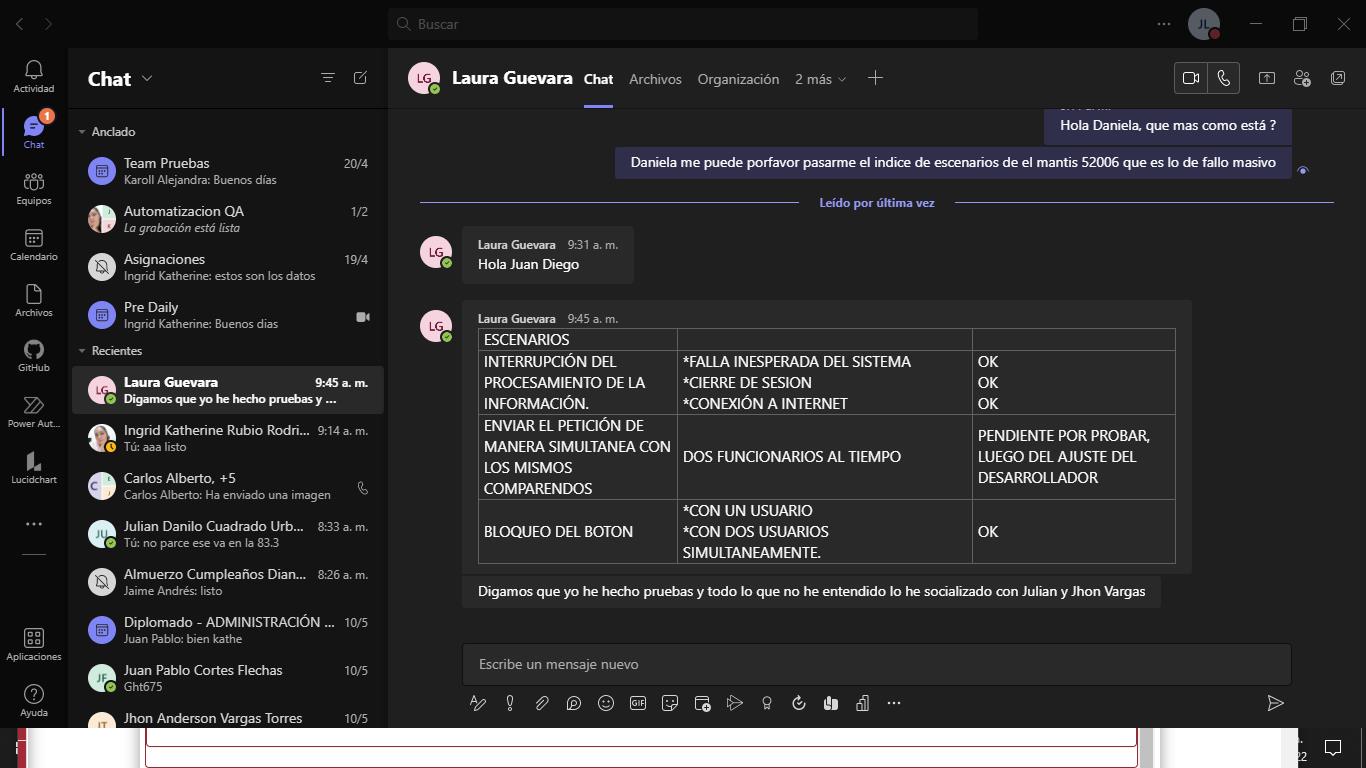 Buscar
JL
Actividad
1
Chat
Equipos
Calendario
Archivos
GitHub
Power Aut...
Lucidchart
Aplicaciones
Ayuda
Chat
Anclado
Team Pruebas 20/4
Karoll Alejandra: Buenos días
Automatizacion QA 1/2
La grabación está lista
Asignaciones 19/4
Ingrid Katherine: estos son los datos
Pre Daily
Ingrid Katherine: Buenos dias
Recientes
LG
Laura Guevara 9:45 a. m.
Digamos que yo he hecho pruebas y ...
Ingrid Katherine Rubio Rodri... 9:14 a. m.
Tú: aaa listo
Carlos Alberto, +5
Carlos Alberto: Ha enviado una imagen
JU
Julian Danilo Cuadrado Urb... 8:33 a. m.
Tú: no parce ese va en la 83.3
Almuerzo Cumpleaños Dian... 8:26 a. m.
Jaime Andrés: listo
Diplomado - ADMINISTRACIÓN ... 10/5
Juan Pablo: bien kathe
JF
Juan Pablo Cortes Flechas 10/5
Ght675
JT
Jhon Anderson Vargas Torres 10/5
LG
Laura Guevara Chat Archivos Organización 2 más
Hola Daniela, que mas como está ?
Daniela me puede porfavor pasarme el indice de escenarios de el mantis 52006 que es lo de fallo masivo
Leído por última vez
LG
Laura Guevara 9:31 a. m.
Hola Juan Diego
LG
Laura Guevara 9:45 a. m.
ESCENARIOS
INTERRUPCIÓN DEL *FALLA INESPERADA DEL SISTEMA OK
PROCESAMIENTO DE LA *CIERRE DE SESION OK
INFORMACIÓN. *CONEXIÓN A INTERNET OK
ENVIAR EL PETICIÓN DE
MANERA SIMULTANEA CON
LOS MISMOS
COMPARENDOS
DOS FUNCIONARIOS AL TIEMPO
PENDIENTE POR PROBAR,
LUEGO DEL AJUSTE DEL
DESARROLLADOR
BLOQUEO DEL BOTON
*CON UN USUARIO
*CON DOS USUARIOS
SIMULTANEAMENTE.
OK
Digamos que yo he hecho pruebas y todo lo que no he entendido lo he socializado con Julian y Jhon Vargas
Escribe un mensaje nuevo
GIF